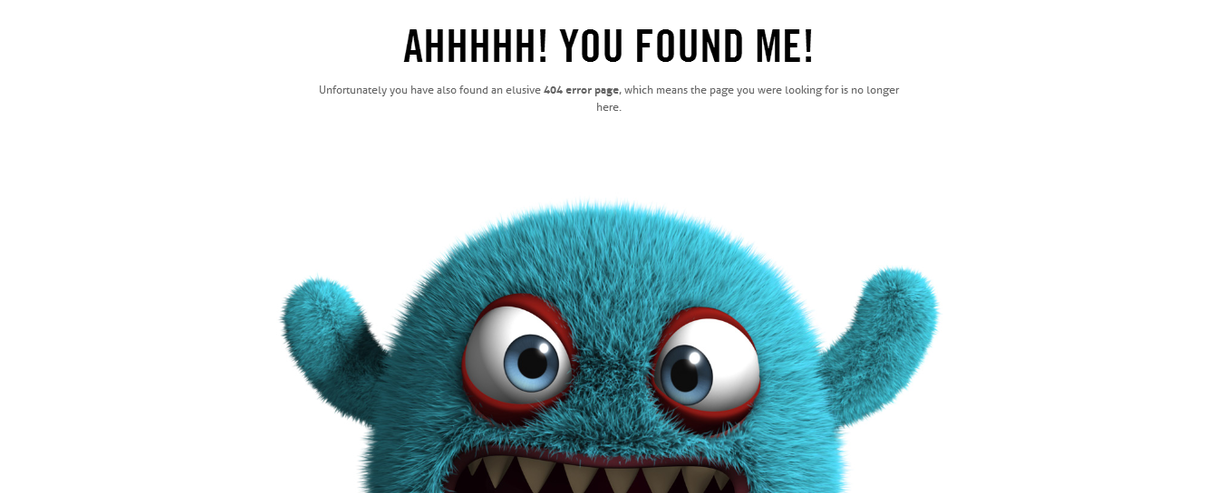 AHHHHH! YOU FOUND ME!
Unfortunately you have also found an elusive 404 error page, which means the page you were looking for is no longer
here.